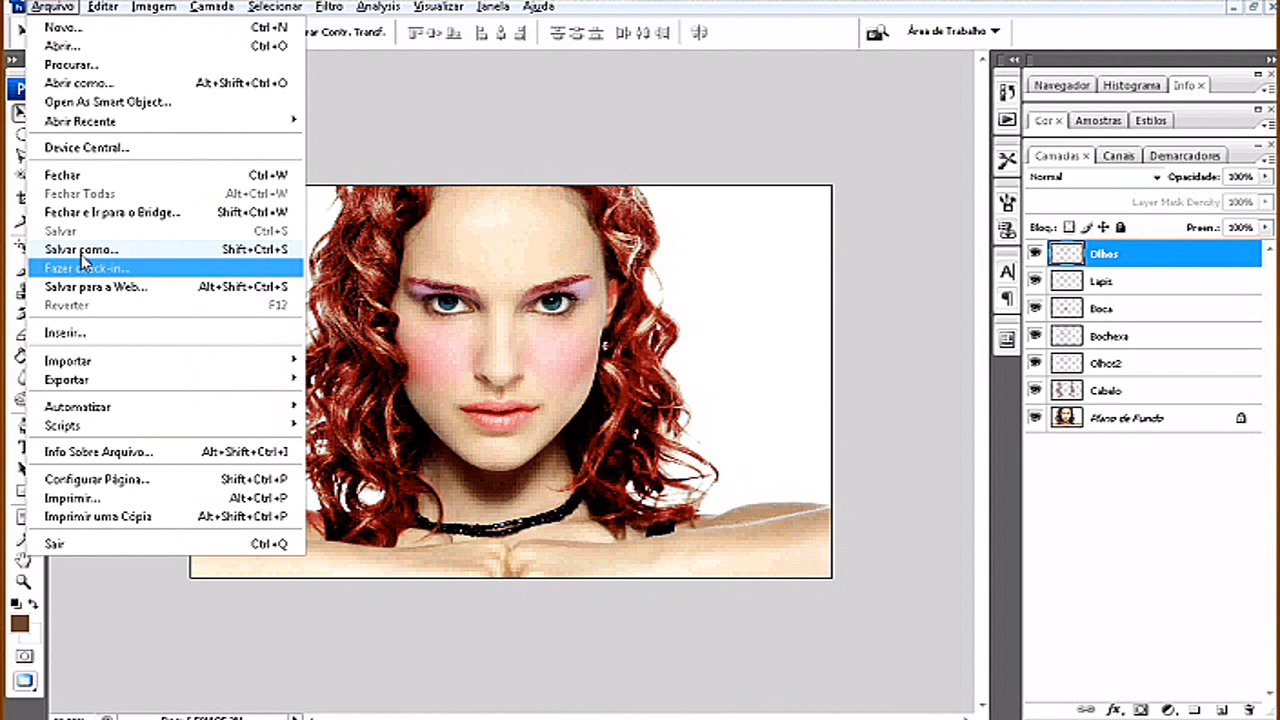 Arquivo Editar Imagem Camada Selecionar Filtro Analysis Visualizar Janela Ajuda
Novo... Ctrl+N
Abrir... Ctrl+O
Procurar...
Abrir como... Alt+Shift+Ctrl+O
Open As Smart Object...
Abrir Recente
Device Central...
Fechar Ctrl+W
Fechar Todas Alt+Ctrl+W
Fechar e Ir para o Bridge... Shift+Ctrl+W
Salvar Ctrl+S
Salvar como... Shift+Ctrl+S
Fazer check-in...
Salvar para a Web... Alt+Shift+Ctrl+S
Reverter F12
Inserir...
Importar
Exportar
Automatizar
Scripts
Info Sobre Arquivo... Alt+Shift+Ctrl+I
Configurar Página... Shift+Ctrl+P
Imprimir... Alt+Ctrl+P
Imprimir uma Cópia Alt+Shift+Ctrl+P
Sair Ctrl+Q
Contr. Transf.
Área de Trabalho
Navegador Histograma Info x
Cor x Amostras Estilos
Camadas x Canais Demarcadores
Normal Opacidade: 100%
Layer Mask Density 100%
Bloq.: Preen.: 100%
Olhos
Lapis
Boca
Bochexa
Olhos2
Cabelo
Plano de Fundo